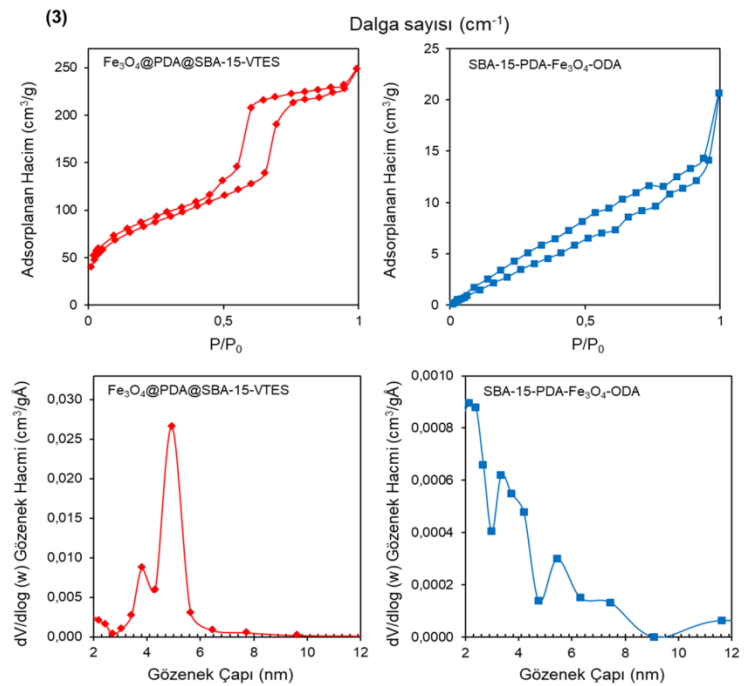 (3)
Dalga sayısı (cm⁻¹)
Fe₃O₄@PDA@SBA-15-VTES
Adsorplanan Hacim (cm³/g)
250
200
150
100
50
0
0
0,5
1
P/P₀
SBA-15-PDA-Fe₃O₄-ODA
Adsorplanan Hacim (cm³/g)
25
20
15
10
5
0
0
0,5
1
P/P₀
Fe₃O₄@PDA@SBA-15-VTES
dV/dlog (w) Gözenek Hacmi (cm³/gÅ)
0,030
0,025
0,020
0,015
0,010
0,005
0,000
2 4 6 8 10 12
Gözenek Çapı (nm)
SBA-15-PDA-Fe₃O₄-ODA
dV/dlog (w) Gözenek Hacmi (cm³/gÅ)
0,0010
0,0008
0,0006
0,0004
0,0002
0,0000
2 4 6 8 10 12
Gözenek Çapı (nm)